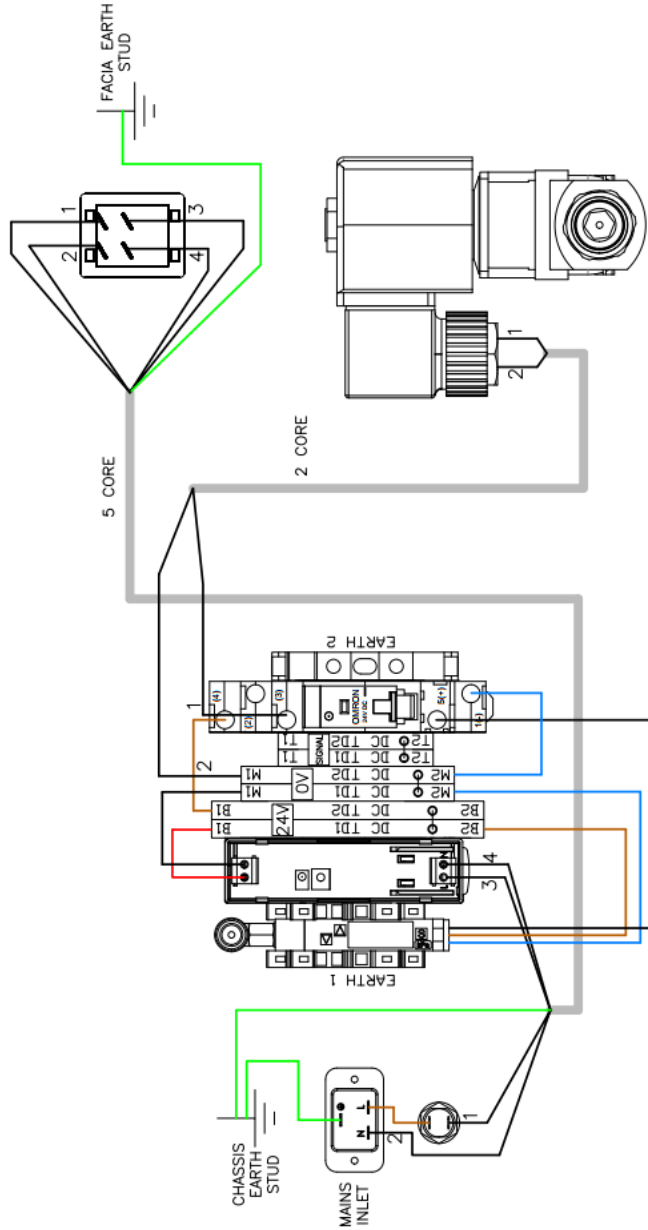 CHASSIS
EARTH
STUD
MAINS
INLET
N
L
2
1
EARTH 1
3
4
B1
24V
DC TD1
B2
B1
DC TD2
B2
M1
0V
DC TD1
M2
M1
DC TD2
M2
T1
SIGNAL
DC TD1
T2
T1
DC TD2
T2
2
1
(2)
(4)
(3)
OMRON
24V DC
5(+)
1(-)
EARTH 2
5 CORE
2 CORE
2
1
2
1
4
3
FACIA EARTH
STUD